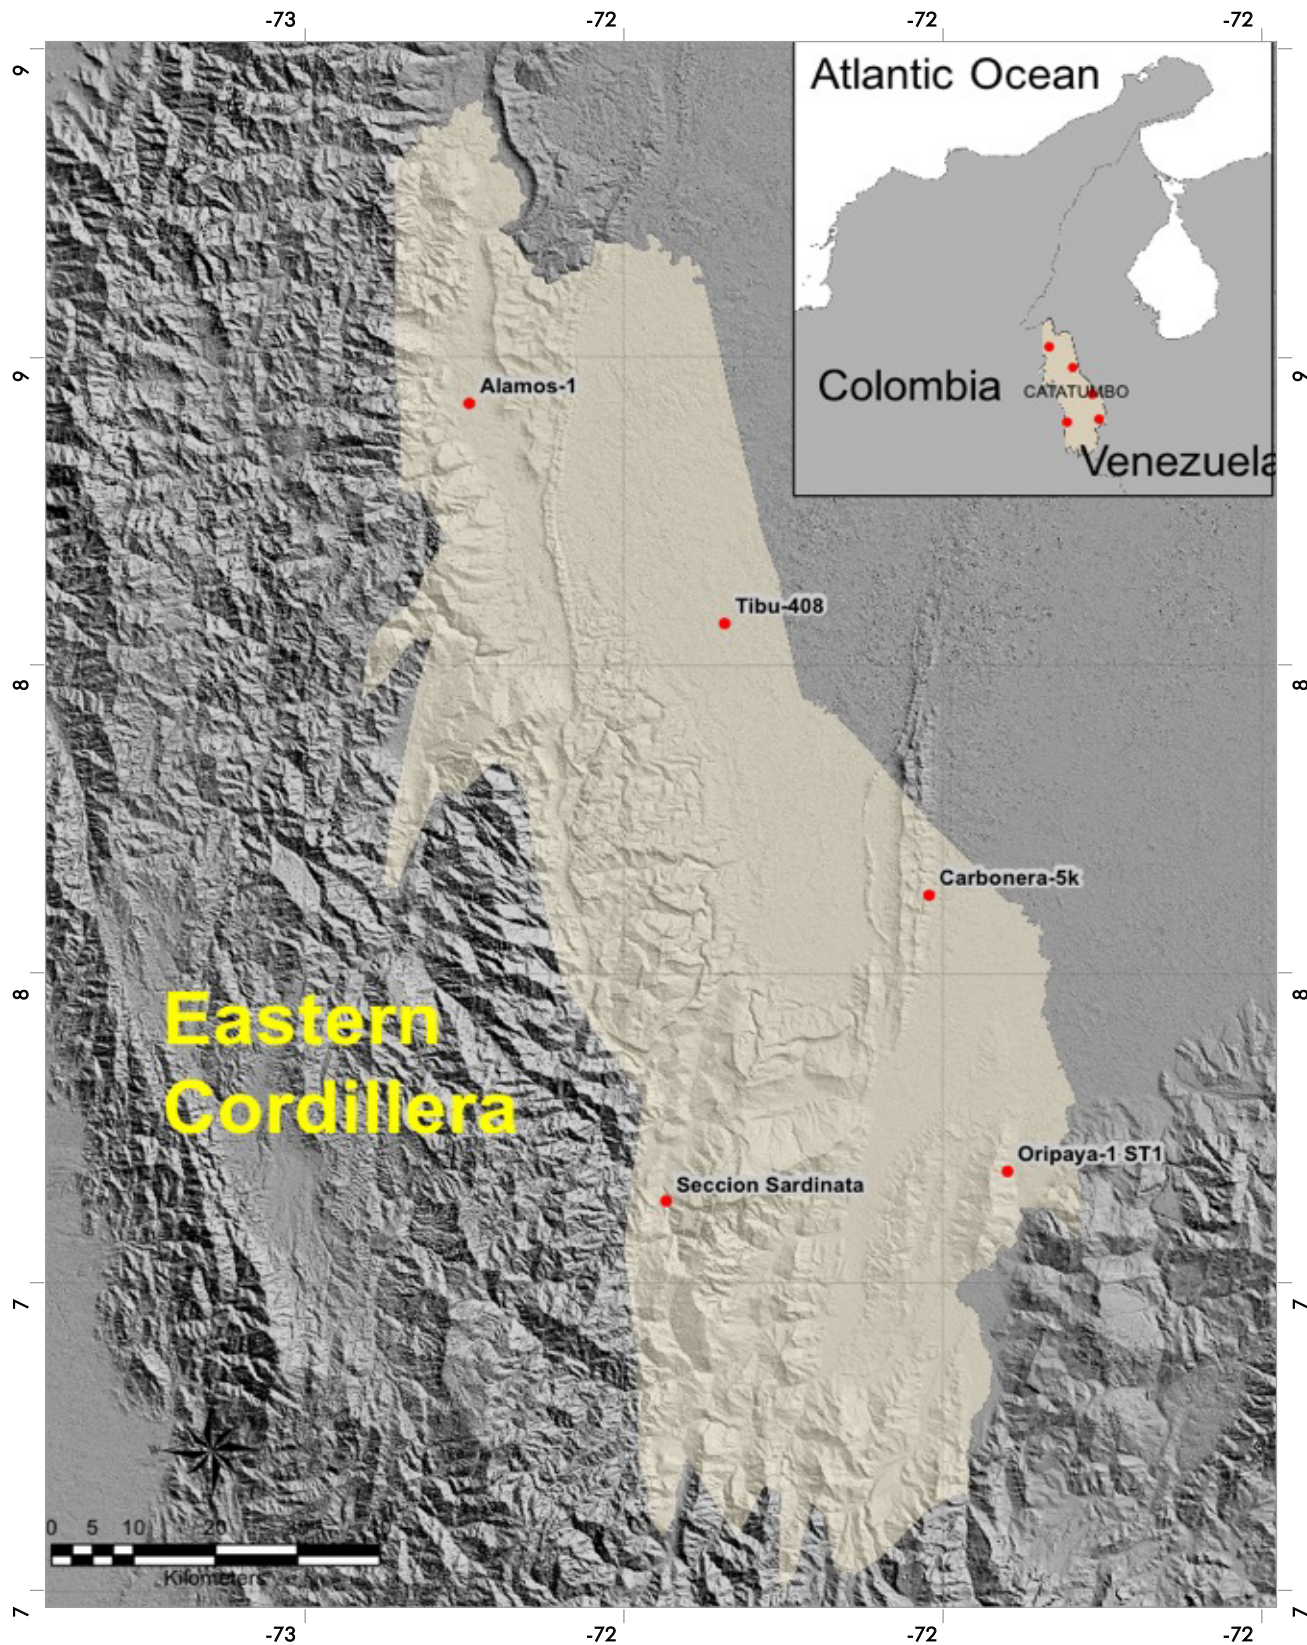 -73 -72 -72 -72
9
9
Atlantic Ocean
Colombia
CATATUMBO
Venezuela
Alamos-1
9
9
Tibu-408
8
8
Carbonera-5k
8
8
Eastern
Cordillera
Oripaya-1 ST1
Seccion Sardinata
7
7
W
0 5 10 20
Kilometers
7
7
-73 -72 -72 -72